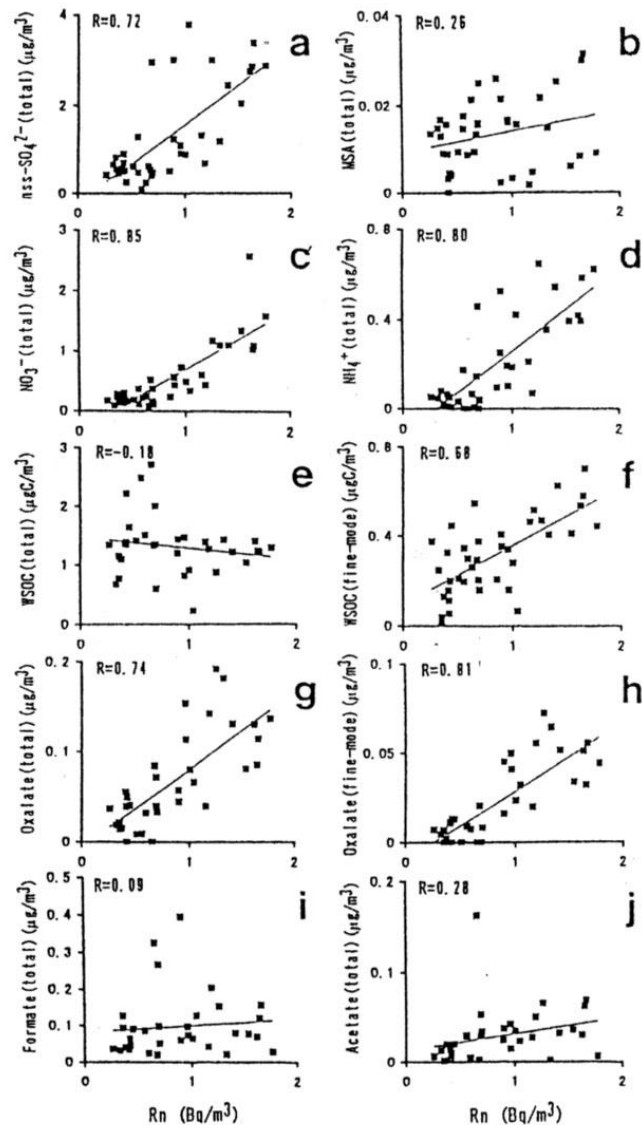 R=0.72
a
nss-SO₄²⁻(total)(μg/m³)
4
3
2
1
0
0 1 2
R=0.26
b
MSA(total)(μg/m³)
0.04
0.02
0
0 1 2
R=0.85
c
NO₃⁻(total)(μg/m³)
3
2
1
0
0 1 2
R=0.80
d
NH₄⁺(total)(μg/m³)
0.8
0.4
0
0 1 2
R=-0.18
e
WSOC(total)(μgC/m³)
3
2
1
0
0 1 2
R=0.68
f
WSOC(fine-mode)(μgC/m³)
0.8
0.4
0
0 1 2
R=0.74
g
Oxalate(total)(μg/m³)
0.2
0.1
0
0 1 2
R=0.81
h
Oxalate(fine-mode)(μg/m³)
0.1
0.05
0
0 1 2
R=0.09
i
Formate(total)(μg/m³)
0.5
0.4
0.3
0.2
0.1
0
0 1 2
Rn (Bq/m³)
R=0.28
j
Acetate(total)(μg/m³)
0.2
0.1
0
0 1 2
Rn (Bq/m³)